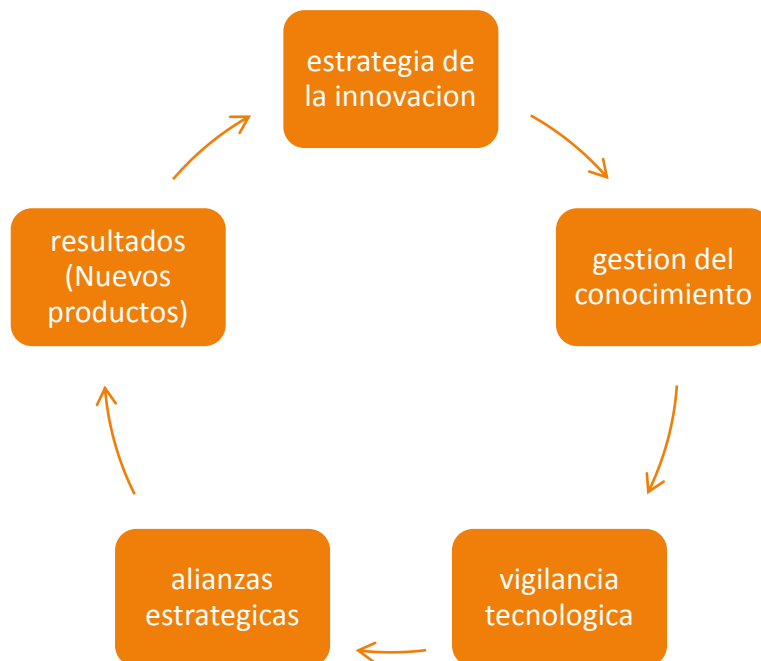 estrategia de
la innovacion
gestion del
conocimiento
vigilancia
tecnologica
alianzas
estrategicas
resultados
(Nuevos
productos)